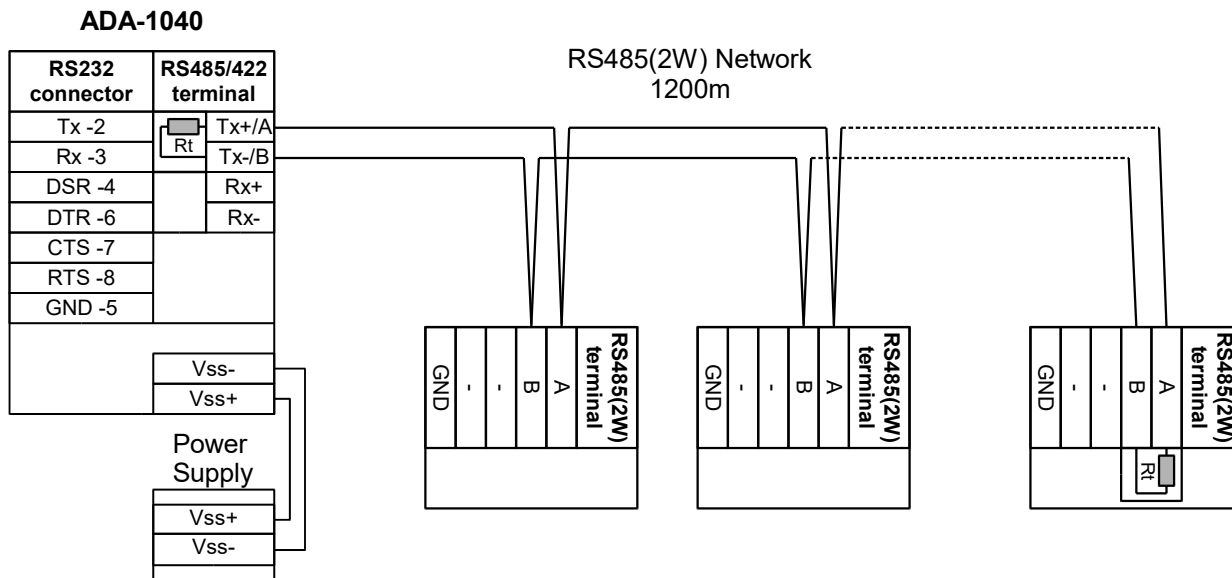 ADA-1040
RS232 connector
RS485/422 terminal
Tx -2
Rt
Tx+/A
Rx -3
Tx-/B
DSR -4
Rx+
DTR -6
Rx-
CTS -7
RTS -8
GND -5
Vss-
Vss+
Power
Supply
Vss+
Vss-
RS485(2W) Network
1200m
GND
-
-
B
A
RS485(2W)
terminal
GND
-
-
B
A
RS485(2W)
terminal
GND
-
-
B
A
RS485(2W)
terminal
Rt